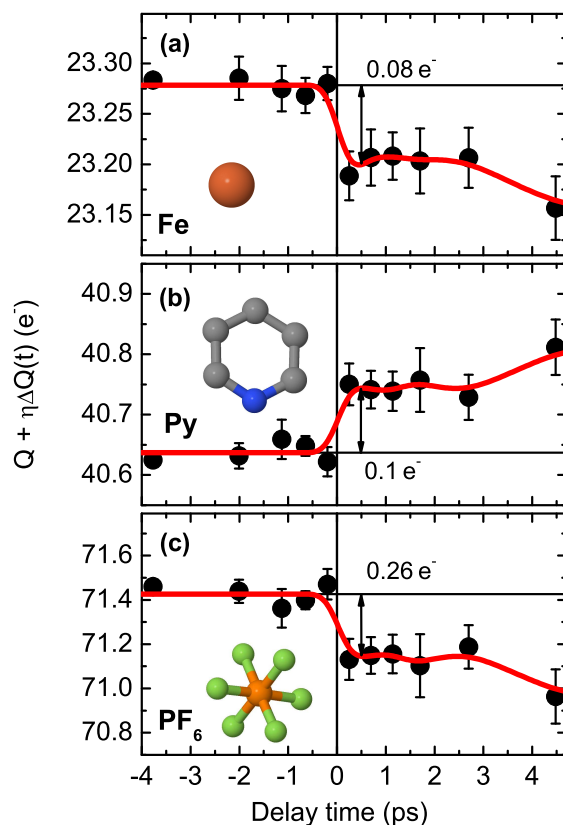 (a)
23.30
0.08 e⁻
23.25
23.20
23.15
Fe
40.9
(b)
40.8
40.7
Py
40.6
0.1 e⁻
71.6
(c)
0.26 e⁻
71.4
71.2
71.0
70.8
PF₆
Q + ηΔQ(t) (e⁻)
-4 -3 -2 -1 0 1 2 3 4
Delay time (ps)